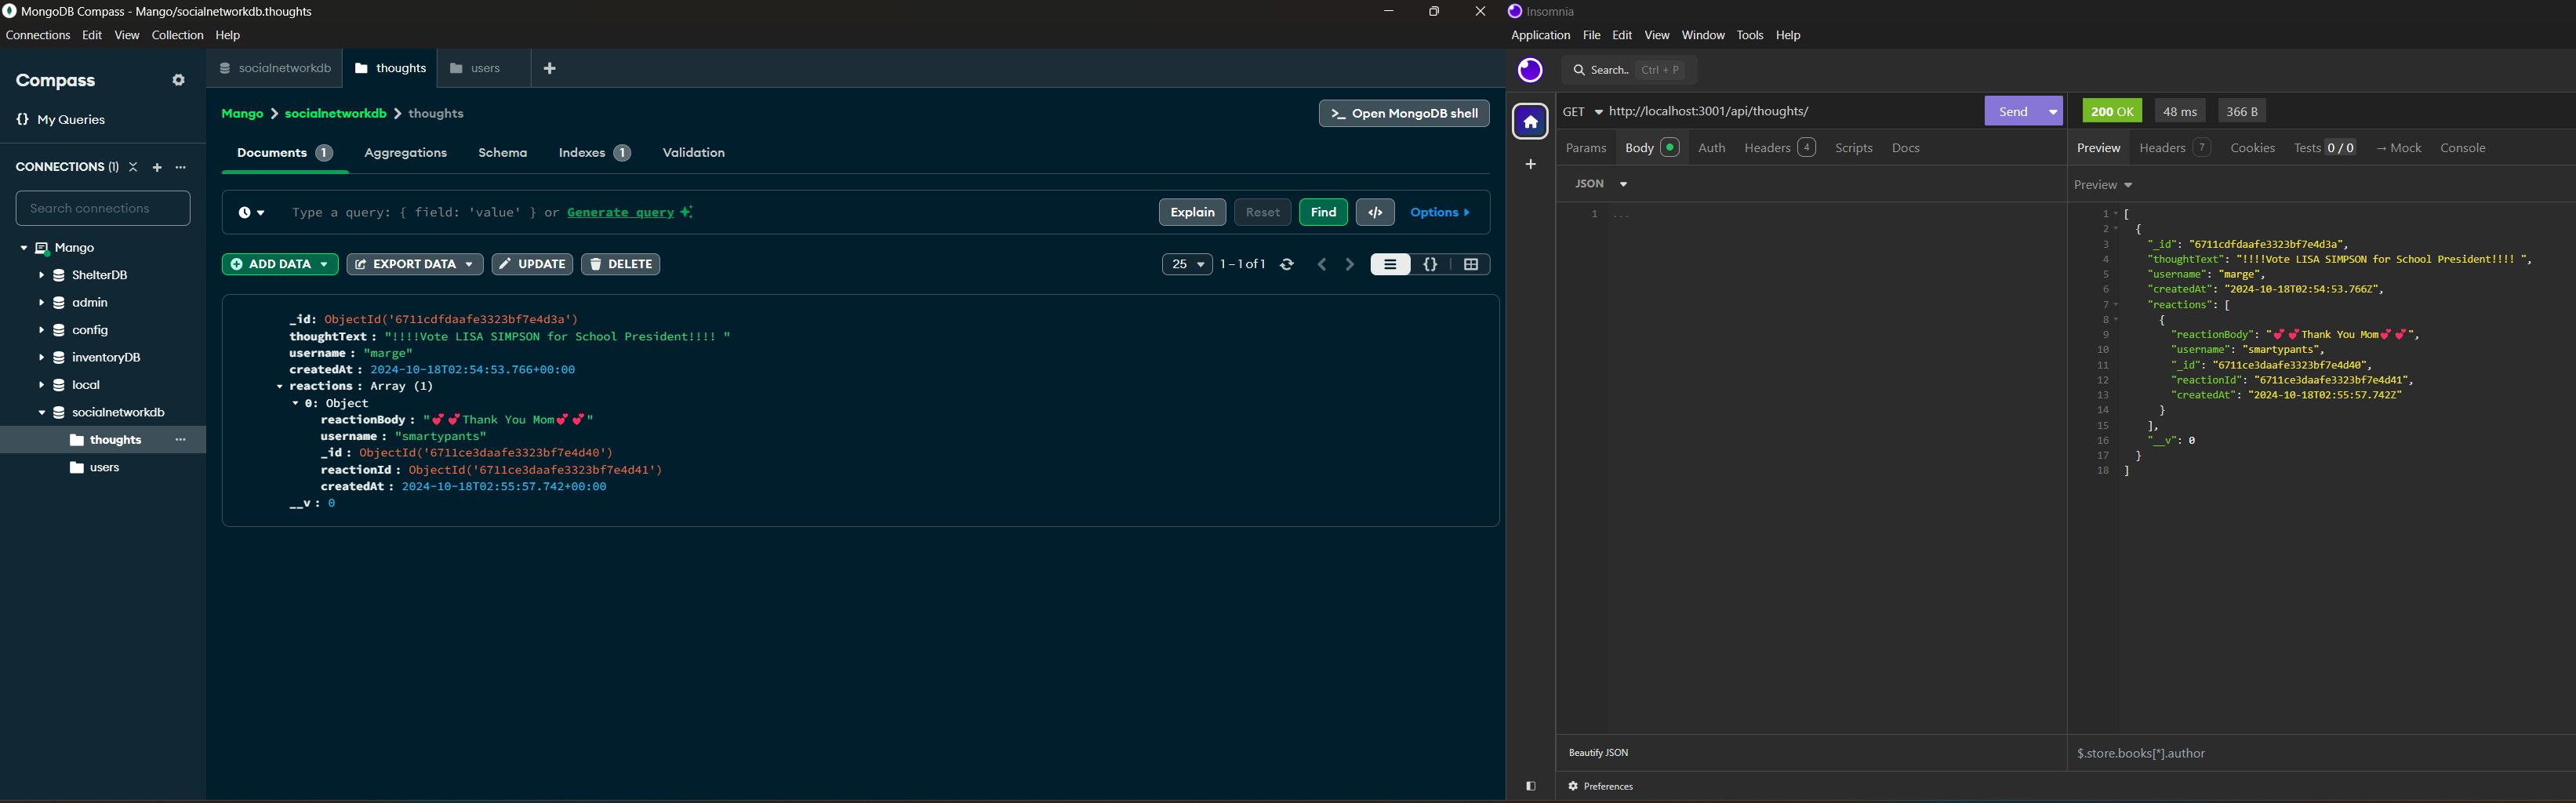 MongoDB Compass - Mango/socialnetworkdb.thoughts
Connections Edit View Collection Help
Compass
{} My Queries
CONNECTIONS (1)
Search connections
Mango
ShelterDB
admin
config
inventoryDB
local
socialnetworkdb
thoughts
users
socialnetworkdb thoughts users
Mango > socialnetworkdb > thoughts
>_ Open MongoDB shell
Documents 1 Aggregations Schema Indexes 1 Validation
Type a query: { field: 'value' } or Generate query
Explain Reset Find </> Options
ADD DATA EXPORT DATA UPDATE DELETE
25 1 – 1 of 1
_id: ObjectId('6711cdfdaafe3323bf7e4d3a')
thoughtText : "!!!!Vote LISA SIMPSON for School President!!!! "
username : "marge"
createdAt : 2024-10-18T02:54:53.766+00:00
reactions : Array (1)
0: Object
reactionBody : "💕💕Thank You Mom💕💕"
username : "smartypants"
_id : ObjectId('6711ce3daafe3323bf7e4d40')
reactionId : ObjectId('6711ce3daafe3323bf7e4d41')
createdAt : 2024-10-18T02:55:57.742+00:00
__v : 0
Insomnia
Application File Edit View Window Tools Help
Search.. Ctrl + P
GET http://localhost:3001/api/thoughts/ Send
Params Body Auth Headers 4 Scripts Docs
JSON
1 ...
Beautify JSON
Preferences
200 OK 48 ms 366 B
Preview Headers 7 Cookies Tests 0 / 0 → Mock Console
Preview
1 [
2 {
3 "_id": "6711cdfdaafe3323bf7e4d3a",
4 "thoughtText": "!!!!Vote LISA SIMPSON for School President!!!! ",
5 "username": "marge",
6 "createdAt": "2024-10-18T02:54:53.766Z",
7 "reactions": [
8 {
9 "reactionBody": "💕💕Thank You Mom💕💕",
10 "username": "smartypants",
11 "_id": "6711ce3daafe3323bf7e4d40",
12 "reactionId": "6711ce3daafe3323bf7e4d41",
13 "createdAt": "2024-10-18T02:55:57.742Z"
14 }
15 ],
16 "__v": 0
17 }
18 ]
$.store.books[*].author